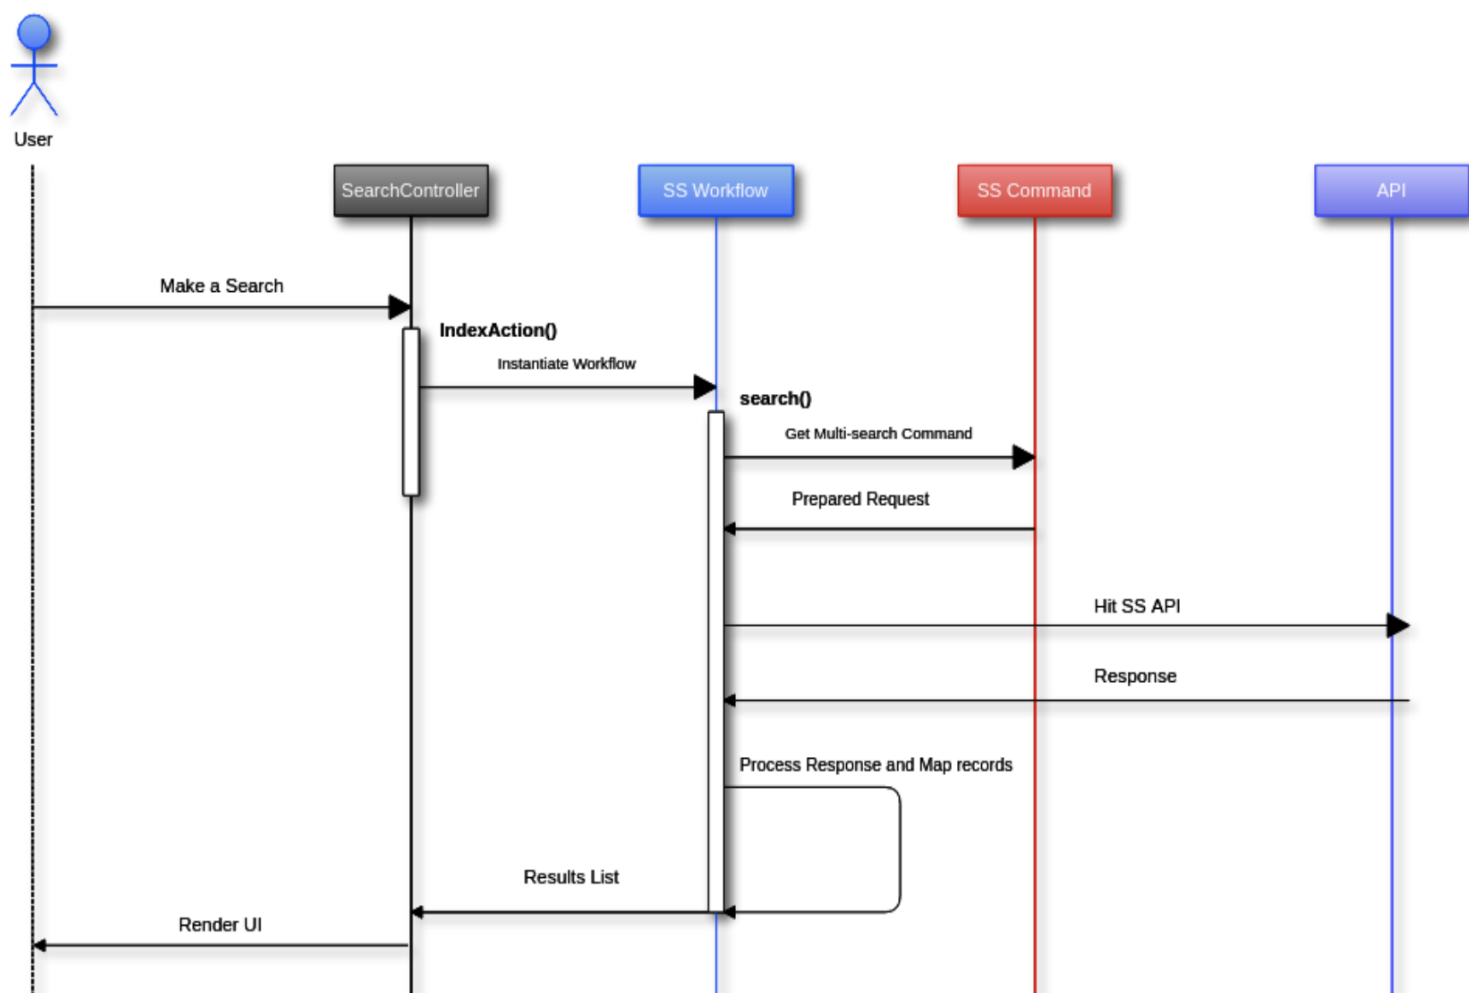 User
SearchController
SS Workflow
SS Command
API
Make a Search
IndexAction()
Instantiate Workflow
search()
Get Multi-search Command
Prepared Request
Hit SS API
Response
Process Response and Map records
Results List
Render UI